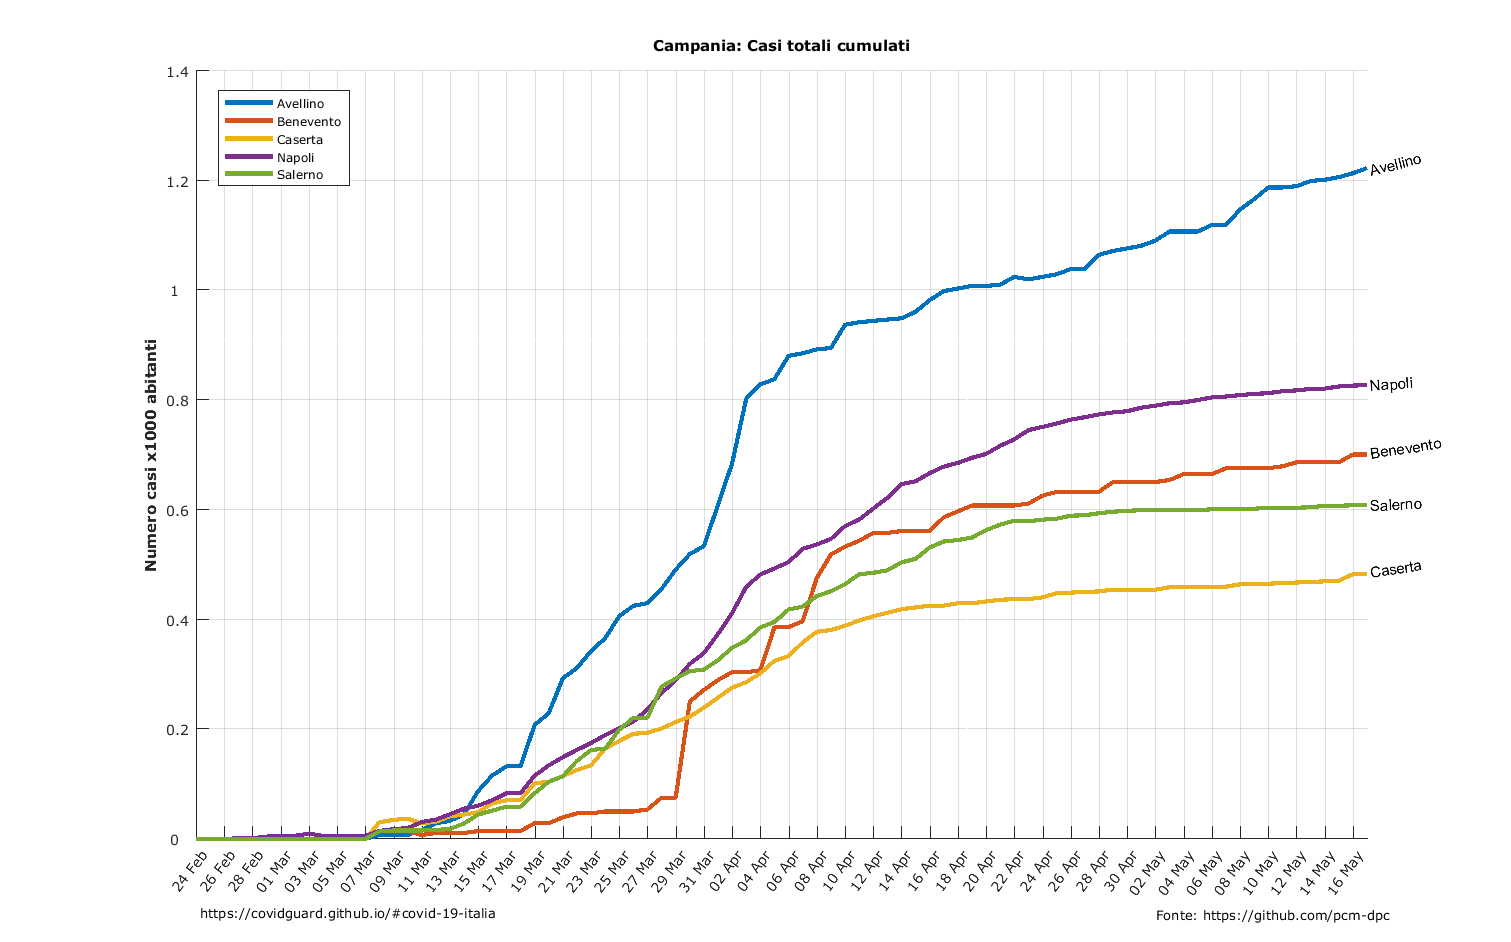 Campania: Casi totali cumulati
1.4
1.2
1
0.8
0.6
0.4
0.2
0
Numero casi x1000 abitanti
Avellino
Benevento
Caserta
Napoli
Salerno
Avellino
Napoli
Benevento
Salerno
Caserta
24 Feb
26 Feb
28 Feb
01 Mar
03 Mar
05 Mar
07 Mar
09 Mar
11 Mar
13 Mar
15 Mar
17 Mar
19 Mar
21 Mar
23 Mar
25 Mar
27 Mar
29 Mar
31 Mar
02 Apr
04 Apr
06 Apr
08 Apr
10 Apr
12 Apr
14 Apr
16 Apr
18 Apr
20 Apr
22 Apr
24 Apr
26 Apr
28 Apr
30 Apr
02 May
04 May
06 May
08 May
10 May
12 May
14 May
16 May
https://covidguard.github.io/#covid-19-italia
Fonte: https://github.com/pcm-dpc